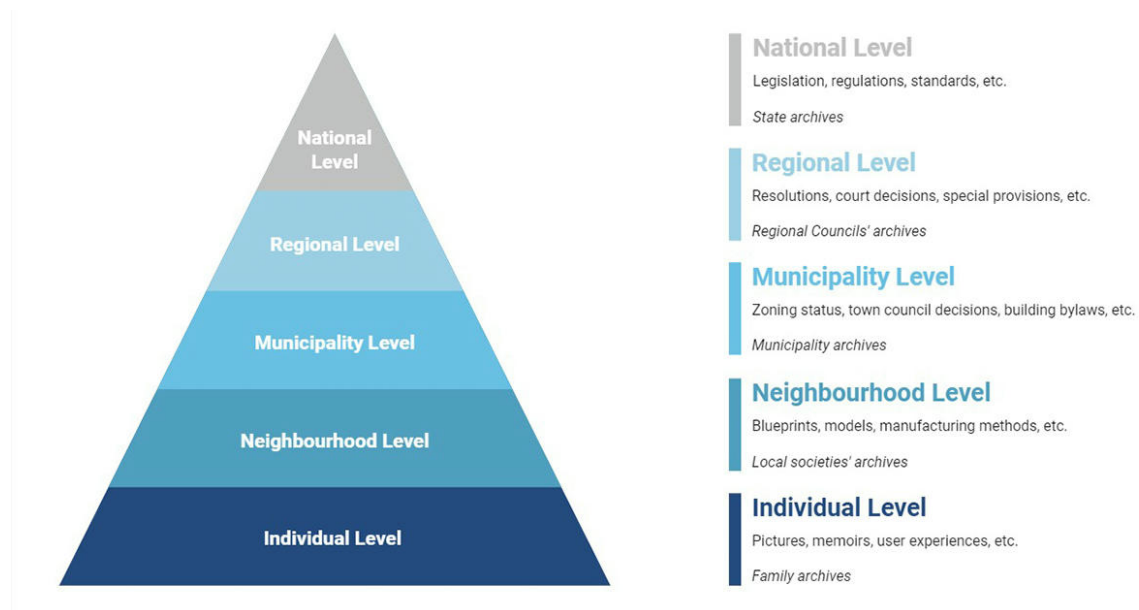 National
Level
Regional Level
Municipality Level
Neighbourhood Level
Individual Level
National Level
Legislation, regulations, standards, etc.
State archives
Regional Level
Resolutions, court decisions, special provisions, etc.
Regional Councils' archives
Municipality Level
Zoning status, town council decisions, building bylaws, etc.
Municipality archives
Neighbourhood Level
Blueprints, models, manufacturing methods, etc.
Local societies' archives
Individual Level
Pictures, memoirs, user experiences, etc.
Family archives